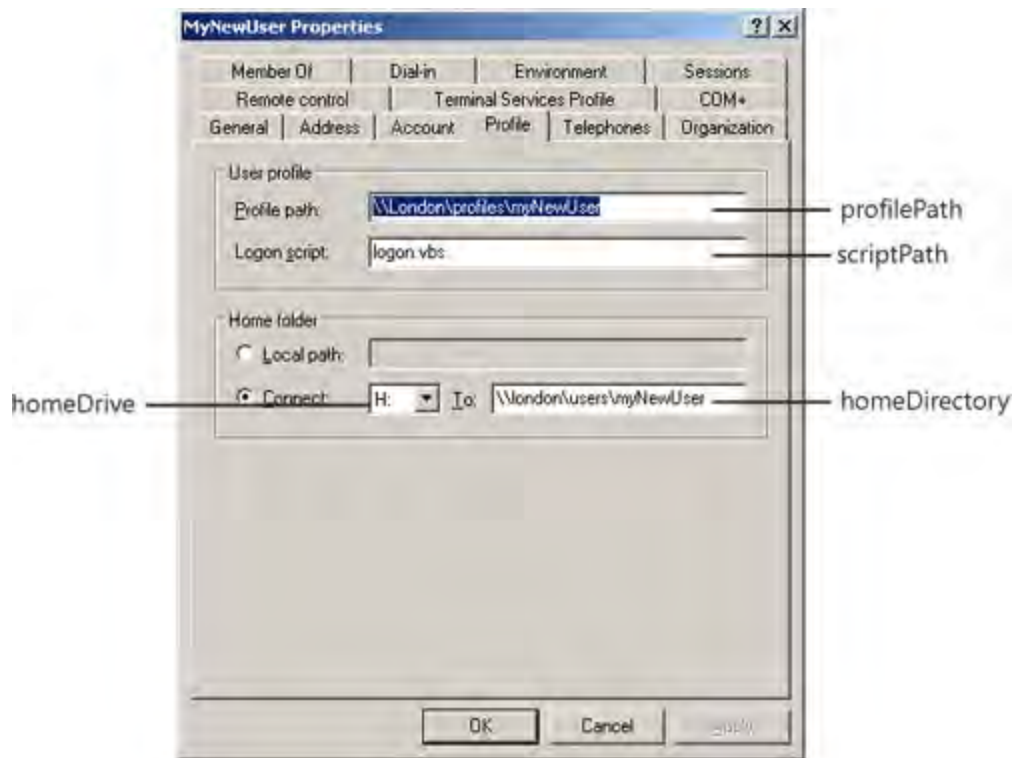 MyNewUser Properties
Member Of Dial-in Environment Sessions
Remote control Terminal Services Profile COM+
General Address Account Profile Telephones Organization
User profile
Profile path: \\London\profiles\myNewUser profilePath
Logon script: logon.vbs scriptPath
Home folder
Local path:
homeDrive Connect: H: To: \\london\users\myNewUser homeDirectory
OK Cancel Apply